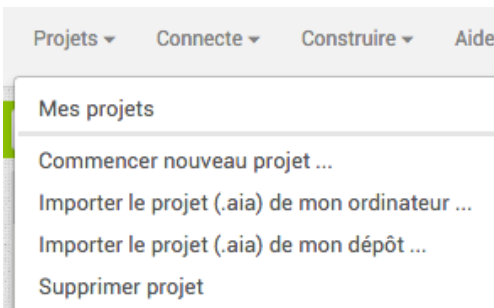 Projets Connecte Construire Aide
Mes projets
Commencer nouveau projet ...
Importer le projet (.aia) de mon ordinateur ...
Importer le projet (.aia) de mon dépôt ...
Supprimer projet